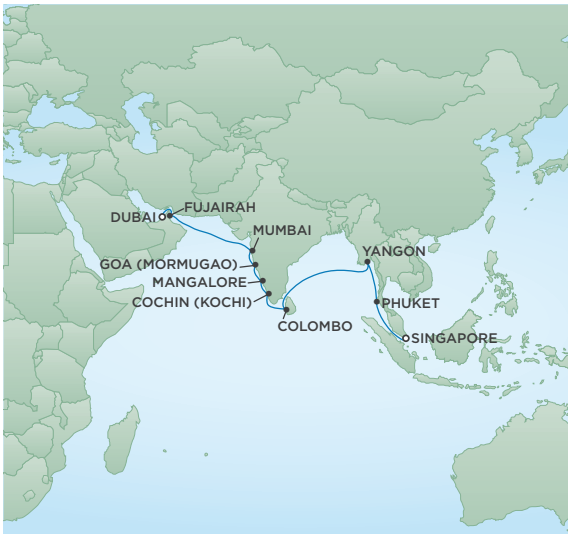 DUBAI
FUJAIRAH
MUMBAI
GOA (MORMUGAO)
MANGALORE
COCHIN (KOCHI)
COLOMBO
YANGON
PHUKET
SINGAPORE